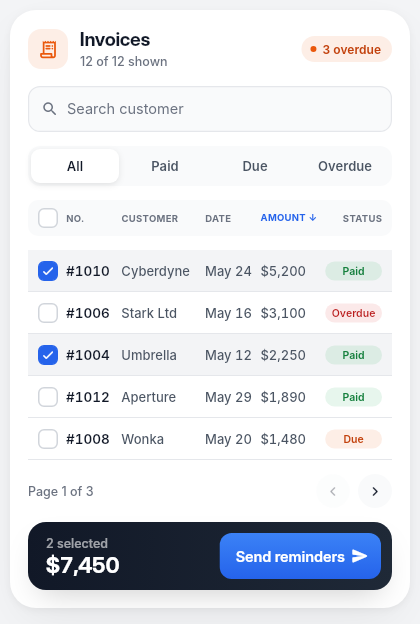 Invoices
12 of 12 shown
3 overdue
Search customer
All Paid Due Overdue
NO. CUSTOMER DATE AMOUNT ↓ STATUS
#1010 Cyberdyne May 24 $5,200 Paid
#1006 Stark Ltd May 16 $3,100 Overdue
#1004 Umbrella May 12 $2,250 Paid
#1012 Aperture May 29 $1,890 Paid
#1008 Wonka May 20 $1,480 Due
Page 1 of 3
2 selected
$7,450
Send reminders